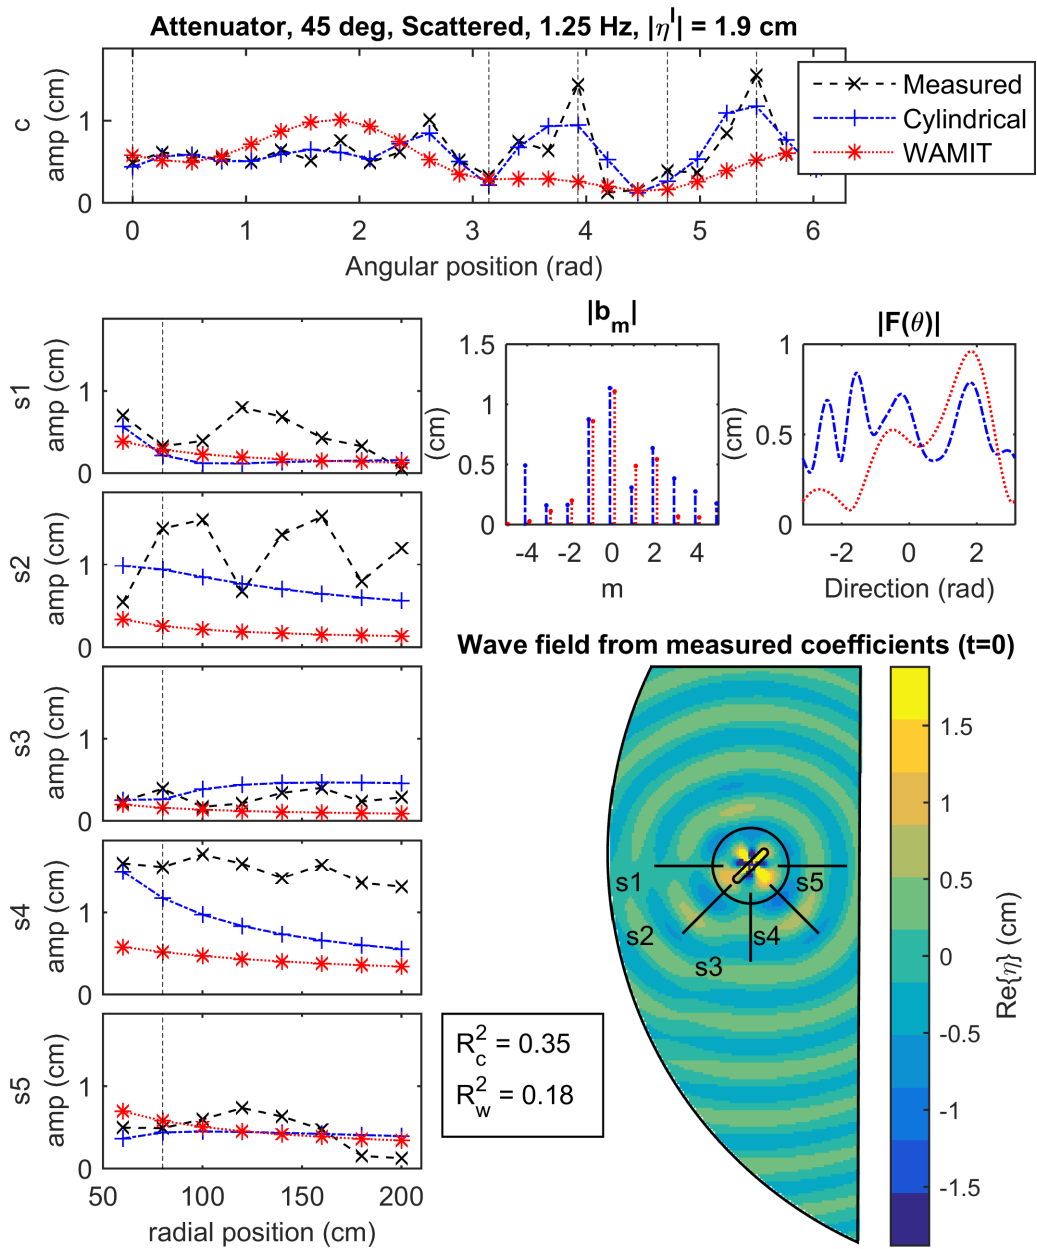 Attenuator, 45 deg, Scattered, 1.25 Hz, |η^I| = 1.9 cm
c
amp (cm)
1
0
0 1 2 3 4 5 6
Angular position (rad)
Measured
Cylindrical
WAMIT
s1
amp (cm)
1
0
s2
amp (cm)
1
0
s3
amp (cm)
1
0
s4
amp (cm)
1
0
s5
amp (cm)
1
0
50 100 150 200
radial position (cm)
|b_m|
(cm)
1.5
1
0.5
0
-4 -2 0 2 4
m
|F(θ)|
(cm)
1
0.5
0
-2 0 2
Direction (rad)
Wave field from measured coefficients (t=0)
s1
s2
s3
s4
s5
1.5
1
0.5
0
-0.5
-1
-1.5
Re{η} (cm)
R_c^2 = 0.35
R_w^2 = 0.18